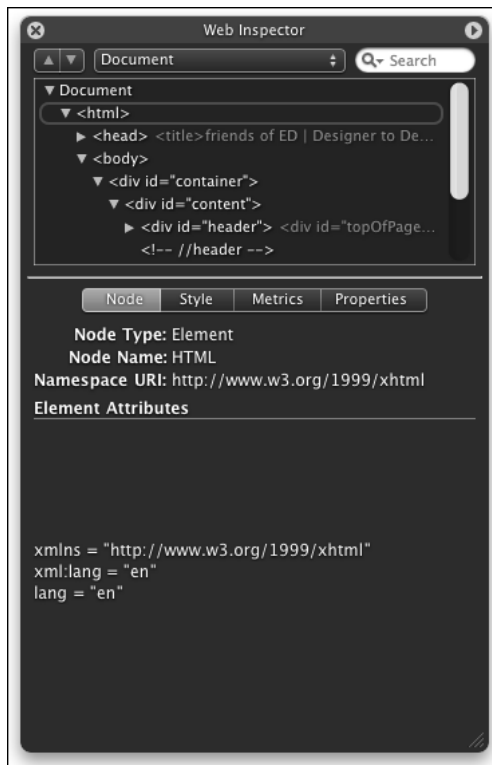 Web Inspector
Document
Search
Document
<html>
<head> <title>friends of ED | Designer to De...
<body>
<div id="container">
<div id="content">
<div id="header"> <div id="topOfPage...
<!-- //header -->
Node Style Metrics Properties
Node Type: Element
Node Name: HTML
Namespace URI: http://www.w3.org/1999/xhtml
Element Attributes
xmlns = "http://www.w3.org/1999/xhtml"
xml:lang = "en"
lang = "en"